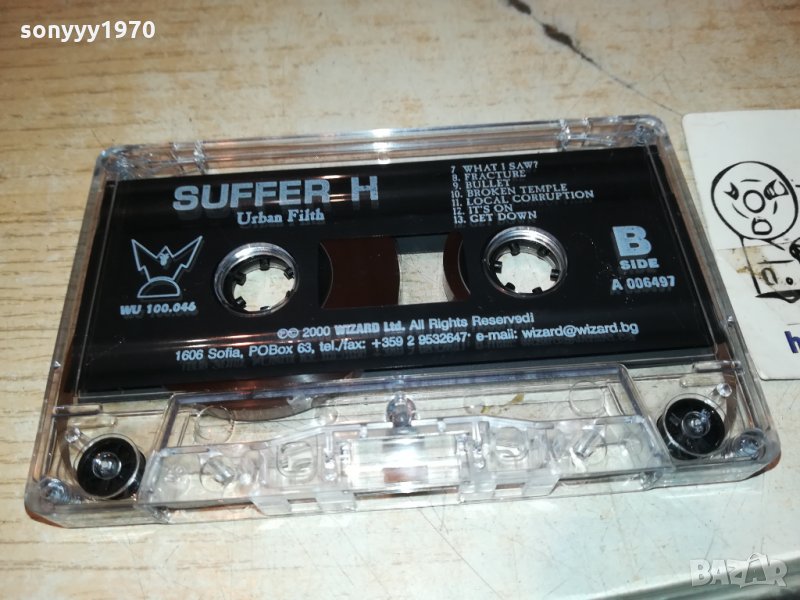 sonyyy1970
SUFFER H
Urban Filth
7 WHAT I SAW?
8. FRACTURE
9. BULLET
10. BROKEN TEMPLE
11. LOCAL CORRUPTION
12. IT'S ON
13. GET DOWN
B
SIDE
A 006497
WU 100.046
℗© 2000 WIZARD Ltd. All Rights Reserved!
1606 Sofia, POBox 63, tel./fax: +359 2 9532647· e-mail: wizard@wizard.bg
h
BAZAR